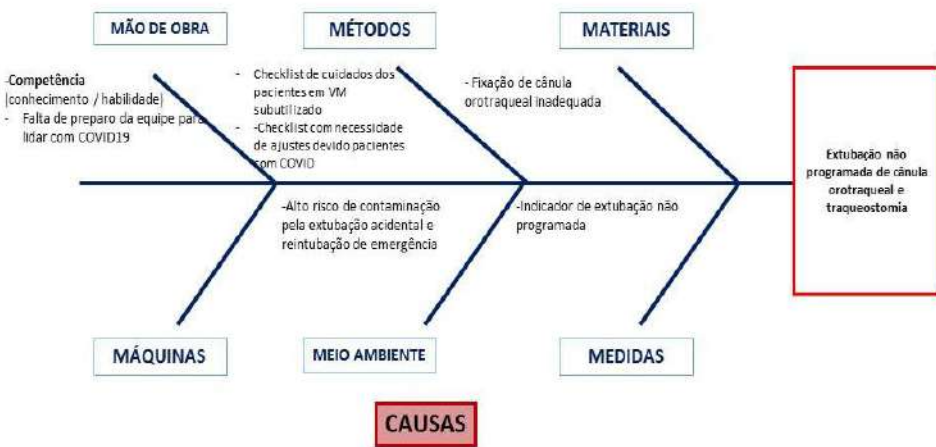 MÃO DE OBRA
MÉTODOS
MATERIAIS
-Competência
(conhecimento / habilidade)
- Falta de preparo da equipe para
lidar com COVID19
- Checklist de cuidados dos
pacientes em VM
subutilizado
- -Checklist com necessidade
de ajustes devido pacientes
com COVID
- Fixação de cânula
orotraqueal inadequada
Extubação não
programada de cânula
orotraqueal e
traqueostomia
-Alto risco de contaminação
pela extubação acidental e
reintubação de emergência
-Indicador de extubação não
programada
MÁQUINAS
MEIO AMBIENTE
MEDIDAS
CAUSAS